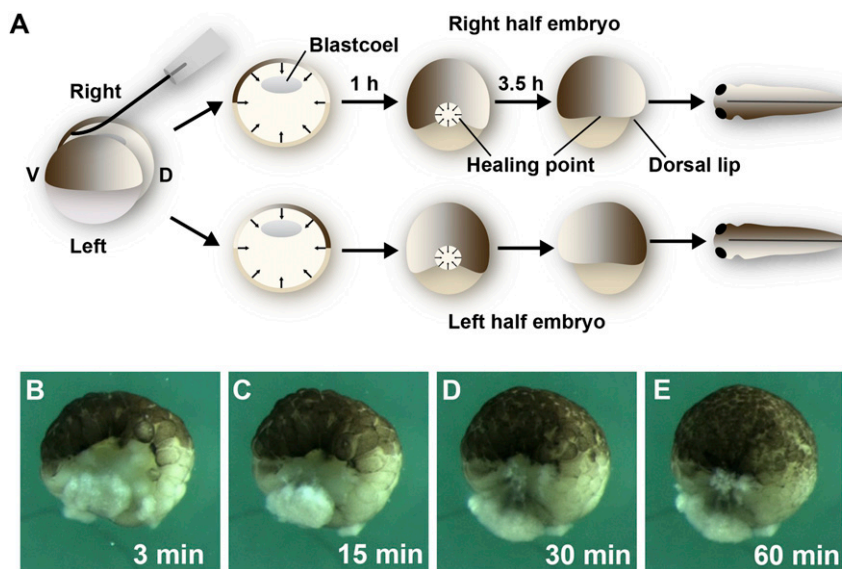 A
Right
V
D
Left
Blastcoel
1 h
Right half embryo
3.5 h
Healing point
Dorsal lip
Left half embryo
B
3 min
C
15 min
D
30 min
E
60 min